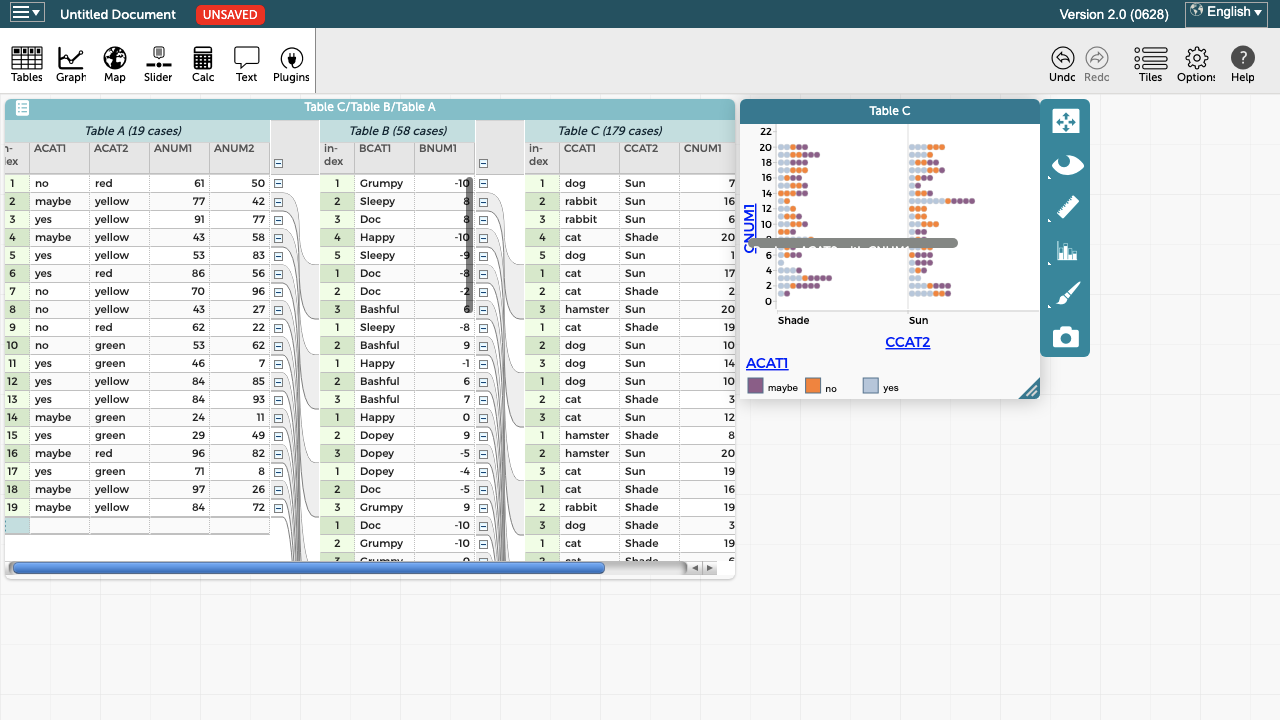 Untitled Document UNSAVED Version 2.0 (0628) English
Tables Graph Map Slider Calc Text Plugins Undo Redo Tiles Options Help
Table C/Table B/Table A
Table A (19 cases) Table B (58 cases) Table C (179 cases)
in-dex ACAT1 ACAT2 ANUM1 ANUM2 in-dex BCAT1 BNUM1 in-dex CCAT1 CCAT2 CNUM1
1 no red 61 50 1 Grumpy -10 1 dog Sun 7
2 maybe yellow 77 42 2 Sleepy 8 2 rabbit Sun 16
3 yes yellow 91 77 3 Doc 8 3 rabbit Sun 6
4 maybe yellow 43 58 4 Happy -10 4 cat Shade 20
5 yes yellow 53 83 5 Sleepy -9 5 dog Sun 1
6 yes red 86 56 1 Doc -8 1 cat Sun 17
7 no yellow 70 96 2 Doc -2 2 cat Shade 2
8 no yellow 43 27 3 Bashful 6 3 hamster Sun 20
9 no red 62 22 1 Sleepy -8 1 cat Shade 19
10 no green 53 62 2 Bashful 9 2 dog Sun 10
11 yes green 46 7 1 Happy -1 3 dog Sun 14
12 yes yellow 84 85 2 Bashful 6 1 dog Sun 10
13 yes yellow 84 93 3 Bashful 7 2 cat Shade 3
14 maybe green 24 11 1 Happy 0 3 cat Sun 12
15 yes green 29 49 2 Dopey 9 1 hamster Shade 8
16 maybe red 96 82 3 Dopey -5 2 hamster Sun 20
17 yes green 71 8 1 Dopey -4 3 cat Sun 19
18 maybe yellow 97 26 2 Doc -5 1 cat Shade 16
19 maybe yellow 84 72 3 Grumpy 9 2 rabbit Shade 19
1 Doc -10 3 dog Shade 3
2 Grumpy -10 1 cat Shade 19
3 Grumpy 0 2 cat Shade 6
Table C
22
20
18
16
14
12
10
8
6
4
2
0
CNUM1
Shade Sun
CCAT2
ACAT1
maybe no yes